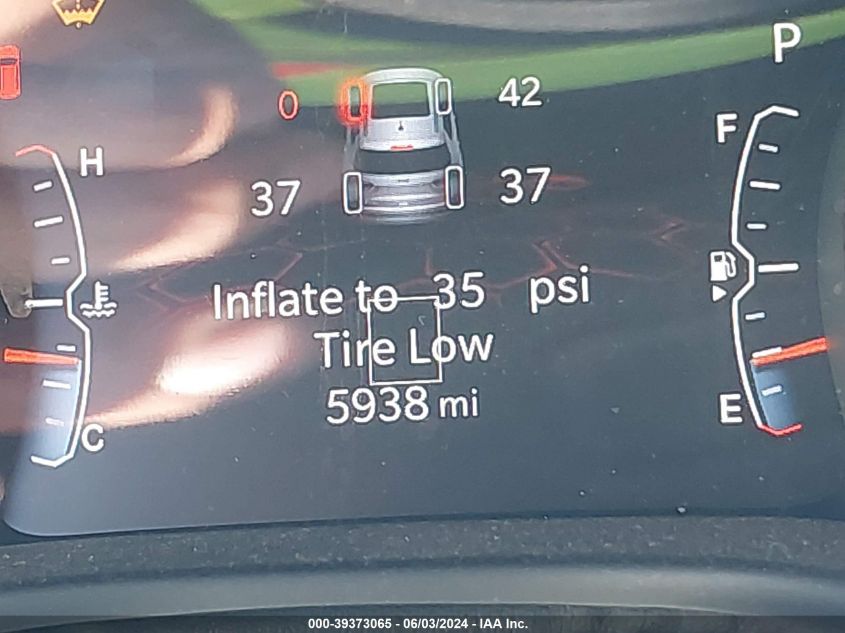 P
0 42
F
H
37 37
Inflate to 35 psi
Tire Low
5938 mi
E
C
000-39373065 - 06/03/2024 - IAA Inc.